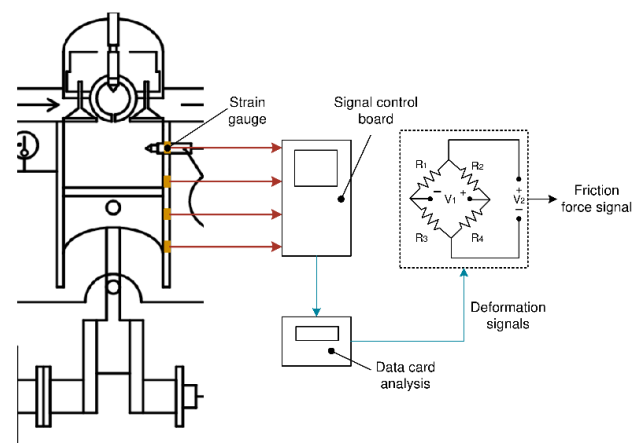 Strain
gauge
Signal control
board
R1
R2
V1
V2
R3
R4
Friction
force signal
Deformation
signals
Data card
analysis